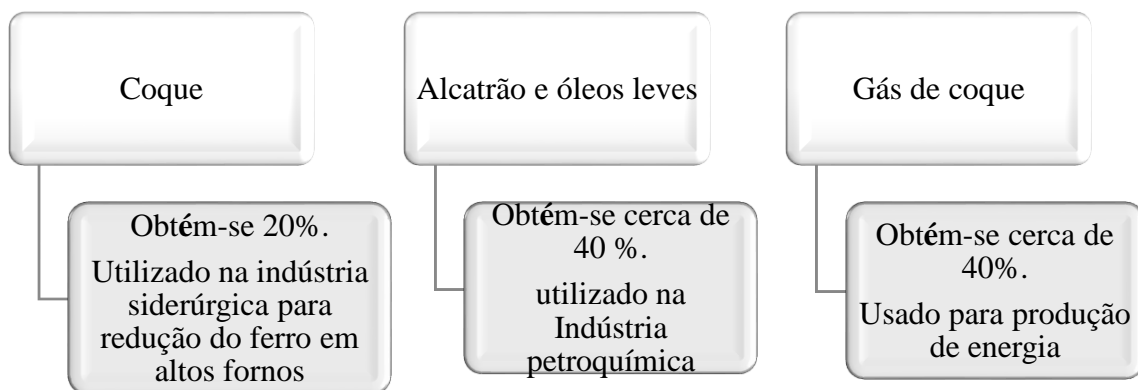 Coque
Obtém-se 20%.
Utilizado na indústria
siderúrgica para
redução do ferro em
altos fornos
Alcatrão e óleos leves
Obtém-se cerca de
40 %.
utilizado na
Indústria
petroquímica
Gás de coque
Obtém-se cerca de
40%.
Usado para produção
de energia